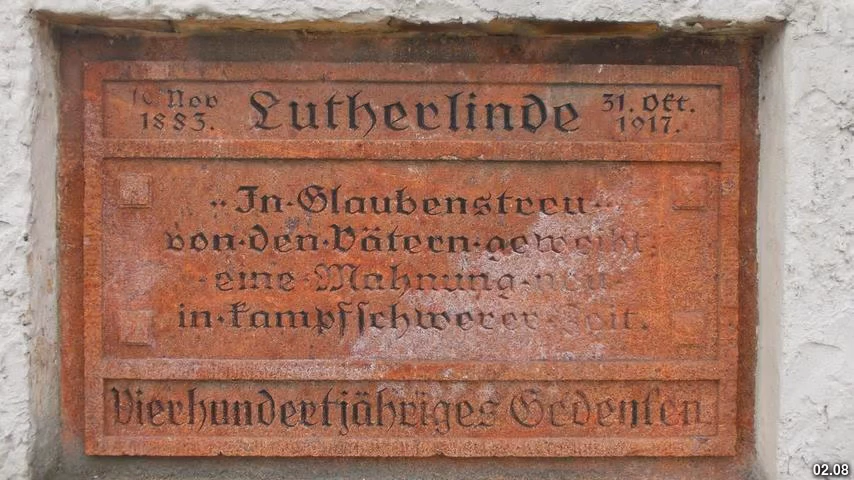 10 Nov
1883.
Lutherlinde
31. Okt.
1917.
·· In · Glaubenstreu ··
von · den · Vätern · geweiht ·
· eine · Mahnung · neu ·
in · kampfschwerer · Zeit.
Vierhundertjähriges Gedenken
02.08